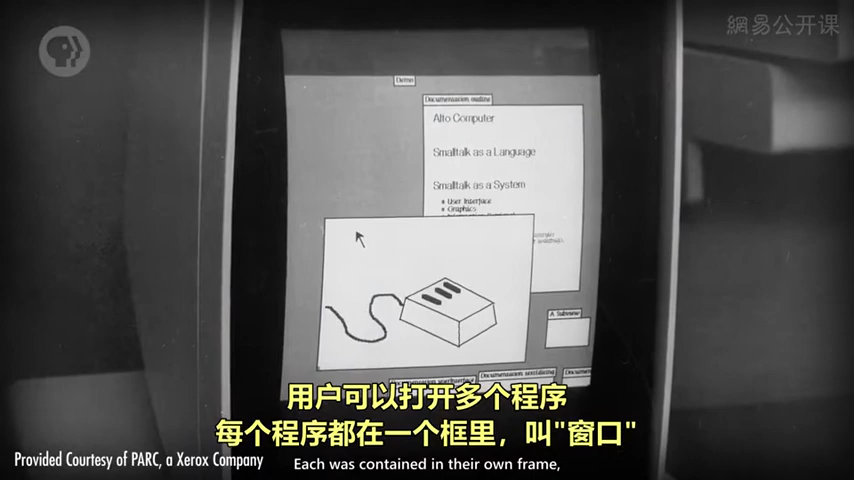 網易公开课
Demo
Documentation outline
Alto Computer
Smalltalk as a Language
Smalltalk as a System
User Interface
Graphics
A Subview
用户可以打开多个程序
每个程序都在一个框里，叫"窗口"
Provided Courtesy of PARC, a Xerox Company
Each was contained in their own frame,